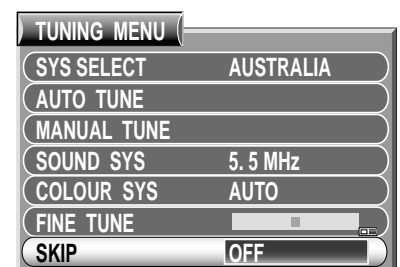 TUNING MENU
SYS SELECT AUSTRALIA
AUTO TUNE
MANUAL TUNE
SOUND SYS 5.5 MHz
COLOUR SYS AUTO
FINE TUNE
SKIP OFF